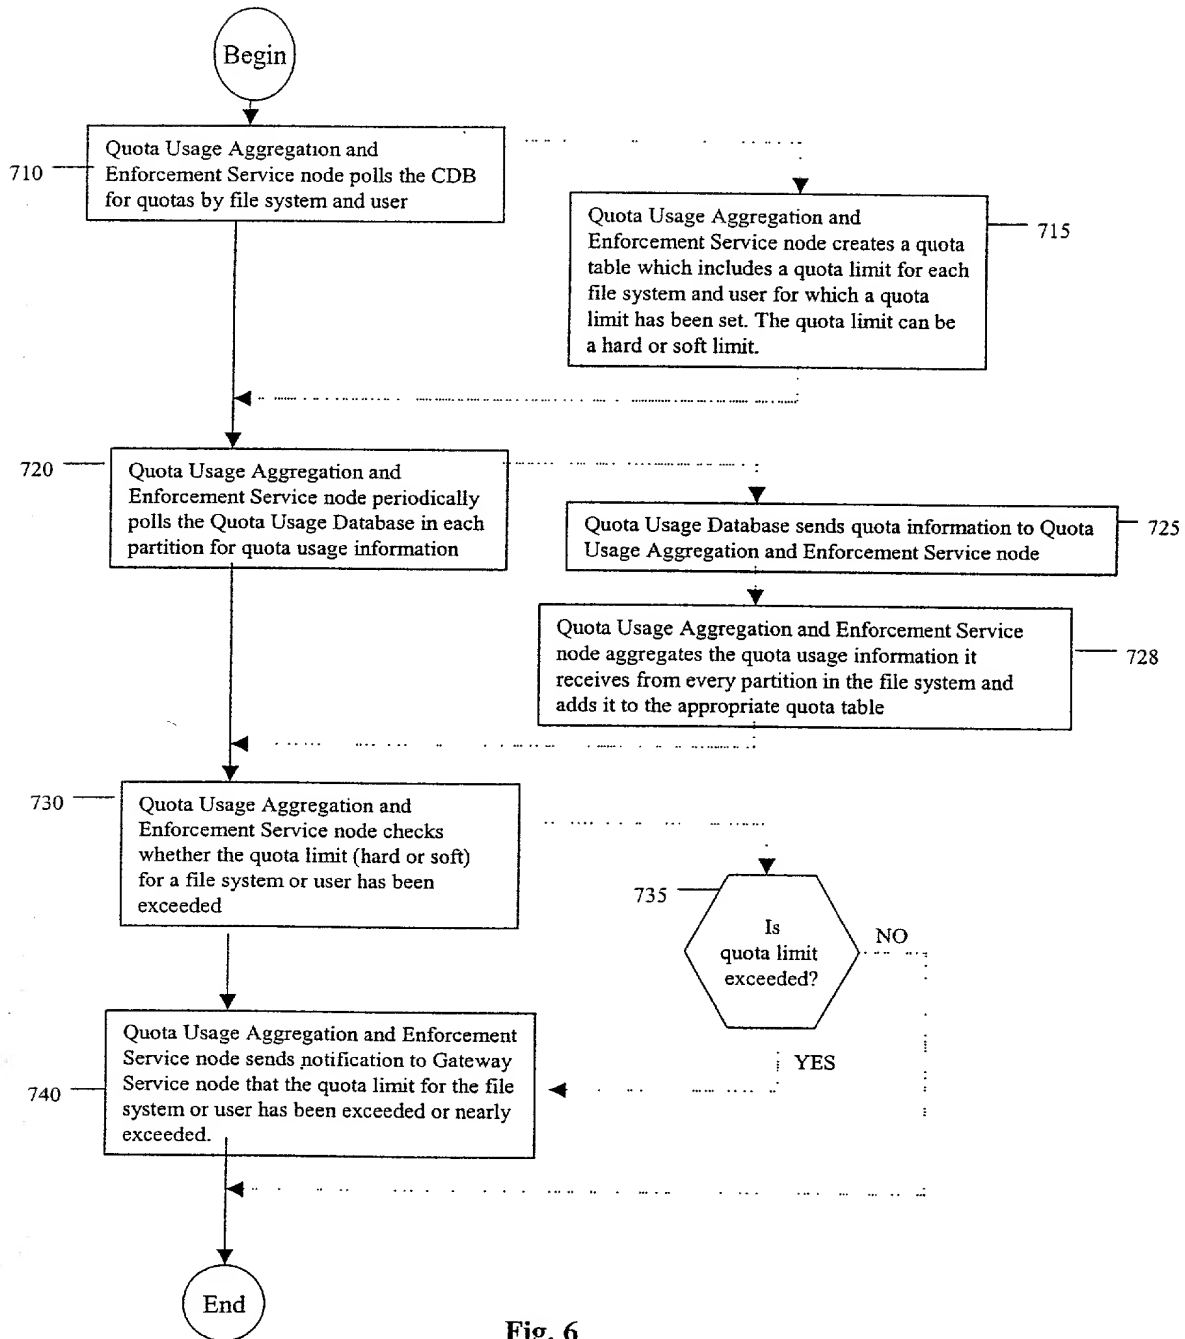 Begin
710
Quota Usage Aggregation and
Enforcement Service node polls the CDB
for quotas by file system and user
Quota Usage Aggregation and
Enforcement Service node creates a quota
table which includes a quota limit for each
file system and user for which a quota
limit has been set. The quota limit can be
a hard or soft limit.
715
720
Quota Usage Aggregation and
Enforcement Service node periodically
polls the Quota Usage Database in each
partition for quota usage information
Quota Usage Database sends quota information to Quota
Usage Aggregation and Enforcement Service node
725
Quota Usage Aggregation and Enforcement Service
node aggregates the quota usage information it
receives from every partition in the file system and
adds it to the appropriate quota table
728
730
Quota Usage Aggregation and
Enforcement Service node checks
whether the quota limit (hard or soft)
for a file system or user has been
exceeded
735
Is
quota limit
exceeded?
NO
YES
740
Quota Usage Aggregation and Enforcement
Service node sends notification to Gateway
Service node that the quota limit for the file
system or user has been exceeded or nearly
exceeded.
End
Fig. 6